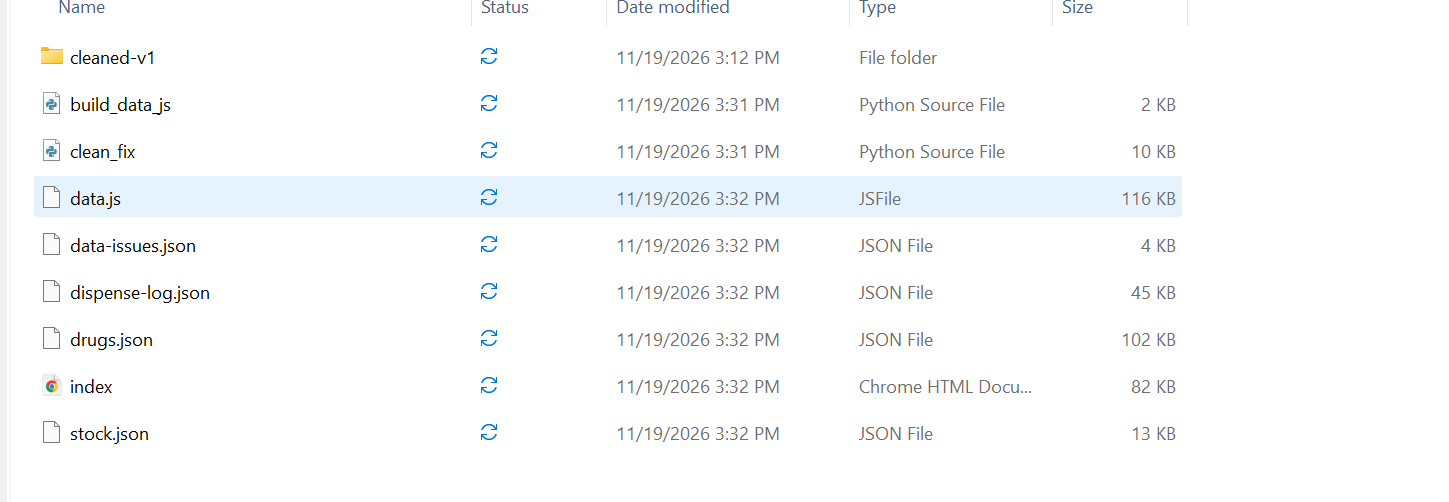 Name Status Date modified Type Size
cleaned-v1 11/19/2026 3:12 PM File folder
build_data_js 11/19/2026 3:31 PM Python Source File 2 KB
clean_fix 11/19/2026 3:31 PM Python Source File 10 KB
data.js 11/19/2026 3:32 PM JSFile 116 KB
data-issues.json 11/19/2026 3:32 PM JSON File 4 KB
dispense-log.json 11/19/2026 3:32 PM JSON File 45 KB
drugs.json 11/19/2026 3:32 PM JSON File 102 KB
index 11/19/2026 3:32 PM Chrome HTML Docu... 82 KB
stock.json 11/19/2026 3:32 PM JSON File 13 KB